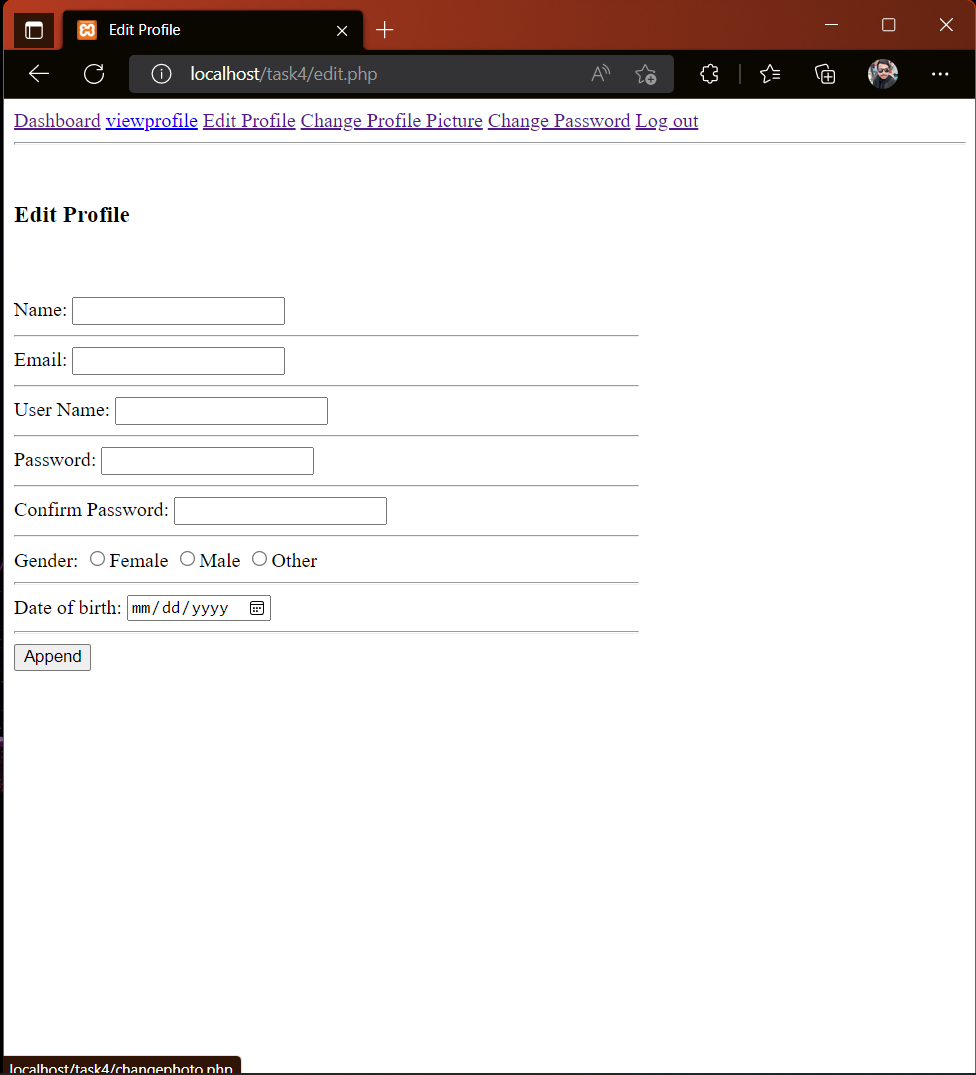 Edit Profile
localhost/task4/edit.php
Dashboard viewprofile Edit Profile Change Profile Picture Change Password Log out
Edit Profile
Name:
Email:
User Name:
Password:
Confirm Password:
Gender: Female Male Other
Date of birth: mm/dd/yyyy
Append
localhost/task4/changephoto.php